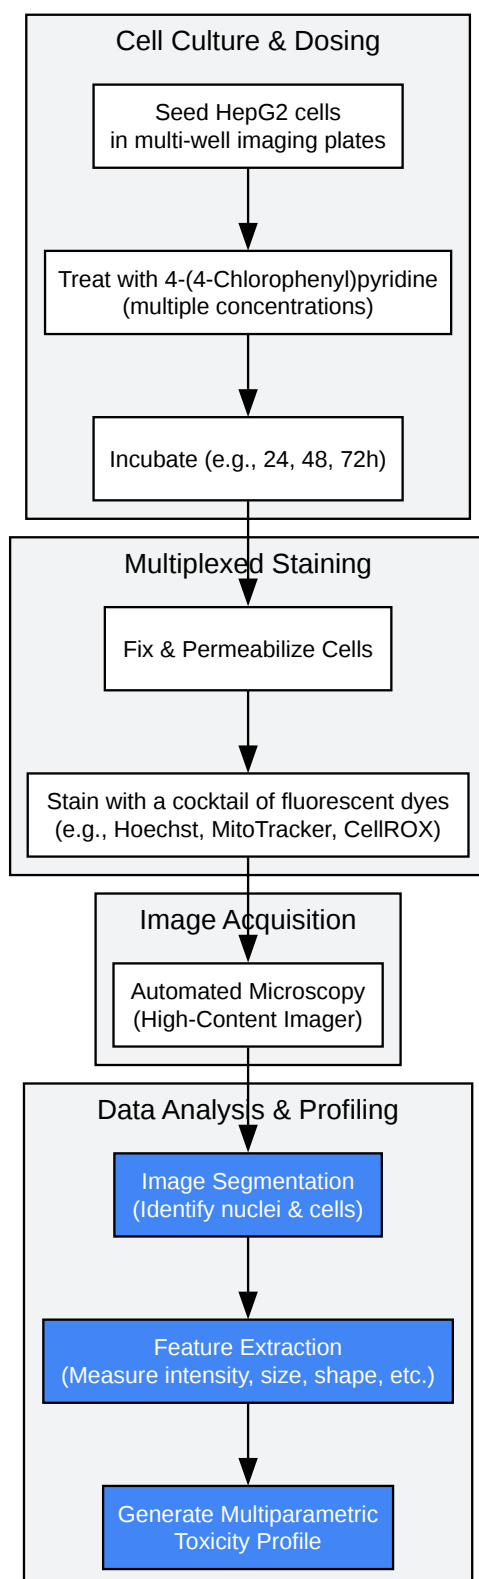 Cell Culture & Dosing
Seed HepG2 cells
in multi-well imaging plates
Treat with 4-(4-Chlorophenyl)pyridine
(multiple concentrations)
Incubate (e.g., 24, 48, 72h)
Multiplexed Staining
Fix & Permeabilize Cells
Stain with a cocktail of fluorescent dyes
(e.g., Hoechst, MitoTracker, CellROX)
Image Acquisition
Automated Microscopy
(High-Content Imager)
Data Analysis & Profiling
Image Segmentation
(Identify nuclei & cells)
Feature Extraction
(Measure intensity, size, shape, etc.)
Generate Multiparametric
Toxicity Profile